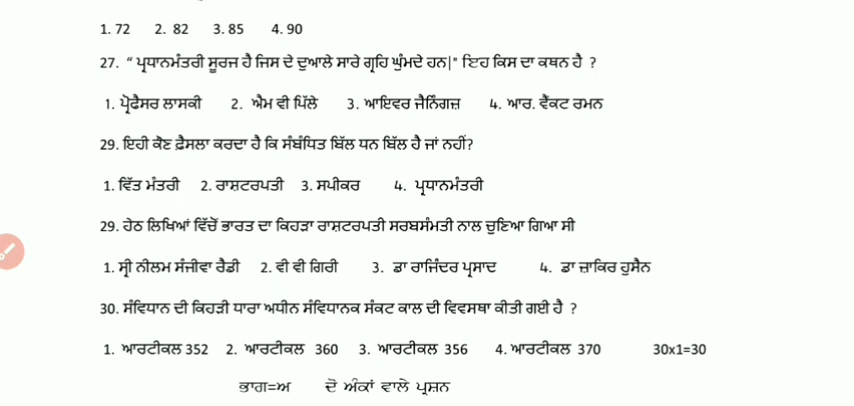 1. 72 2. 82 3. 85 4. 90
27. “ ਪ੍ਰਧਾਨਮੰਤਰੀ ਸੂਰਜ ਹੈ ਜਿਸ ਦੇ ਦੁਆਲੇ ਸਾਰੇ ਗ੍ਰਹਿ ਘੁੰਮਦੇ ਹਨ|" ਇਹ ਕਿਸ ਦਾ ਕਥਨ ਹੈ ?
1. ਪ੍ਰੋਫੈਸਰ ਲਾਸਕੀ 2. ਐਮ ਵੀ ਪਿੱਲੇ 3. ਆਇਵਰ ਜੈਨਿੰਗਜ਼ 4. ਆਰ. ਵੈਂਕਟ ਰਮਨ
29. ਇਹੀ ਕੋਣ ਫ਼ੈਸਲਾ ਕਰਦਾ ਹੈ ਕਿ ਸੰਬੰਧਿਤ ਬਿੱਲ ਧਨ ਬਿੱਲ ਹੈ ਜਾਂ ਨਹੀਂ?
1. ਵਿੱਤ ਮੰਤਰੀ 2. ਰਾਸ਼ਟਰਪਤੀ 3. ਸਪੀਕਰ 4. ਪ੍ਰਧਾਨਮੰਤਰੀ
29. ਹੇਠ ਲਿਖਿਆਂ ਵਿੱਚੋਂ ਭਾਰਤ ਦਾ ਕਿਹੜਾ ਰਾਸ਼ਟਰਪਤੀ ਸਰਬਸੰਮਤੀ ਨਾਲ ਚੁਣਿਆ ਗਿਆ ਸੀ
1. ਸ੍ਰੀ ਨੀਲਮ ਸੰਜੀਵਾ ਰੈਡੀ 2. ਵੀ ਵੀ ਗਿਰੀ 3. ਡਾ ਰਾਜਿੰਦਰ ਪ੍ਰਸਾਦ 4. ਡਾ ਜ਼ਾਕਿਰ ਹੁਸੈਨ
30. ਸੰਵਿਧਾਨ ਦੀ ਕਿਹੜੀ ਧਾਰਾ ਅਧੀਨ ਸੰਵਿਧਾਨਕ ਸੰਕਟ ਕਾਲ ਦੀ ਵਿਵਸਥਾ ਕੀਤੀ ਗਈ ਹੈ ?
1. ਆਰਟੀਕਲ 352 2. ਆਰਟੀਕਲ 360 3. ਆਰਟੀਕਲ 356 4. ਆਰਟੀਕਲ 370 30x1=30
ਭਾਗ=ਅ ਦੋ ਅੰਕਾਂ ਵਾਲੇ ਪ੍ਰਸ਼ਨ